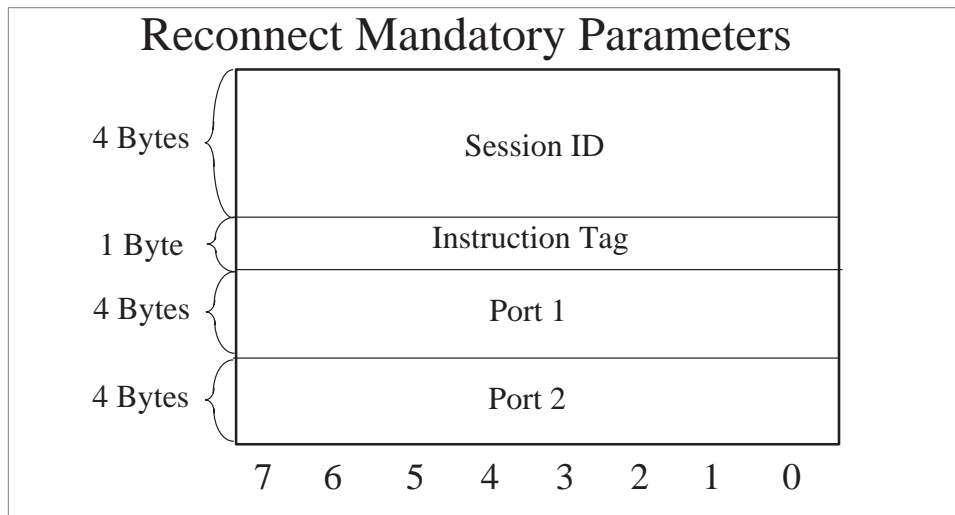 Reconnect Mandatory Parameters
4 Bytes
Session ID
1 Byte
Instruction Tag
4 Bytes
Port 1
4 Bytes
Port 2
7 6 5 4 3 2 1 0